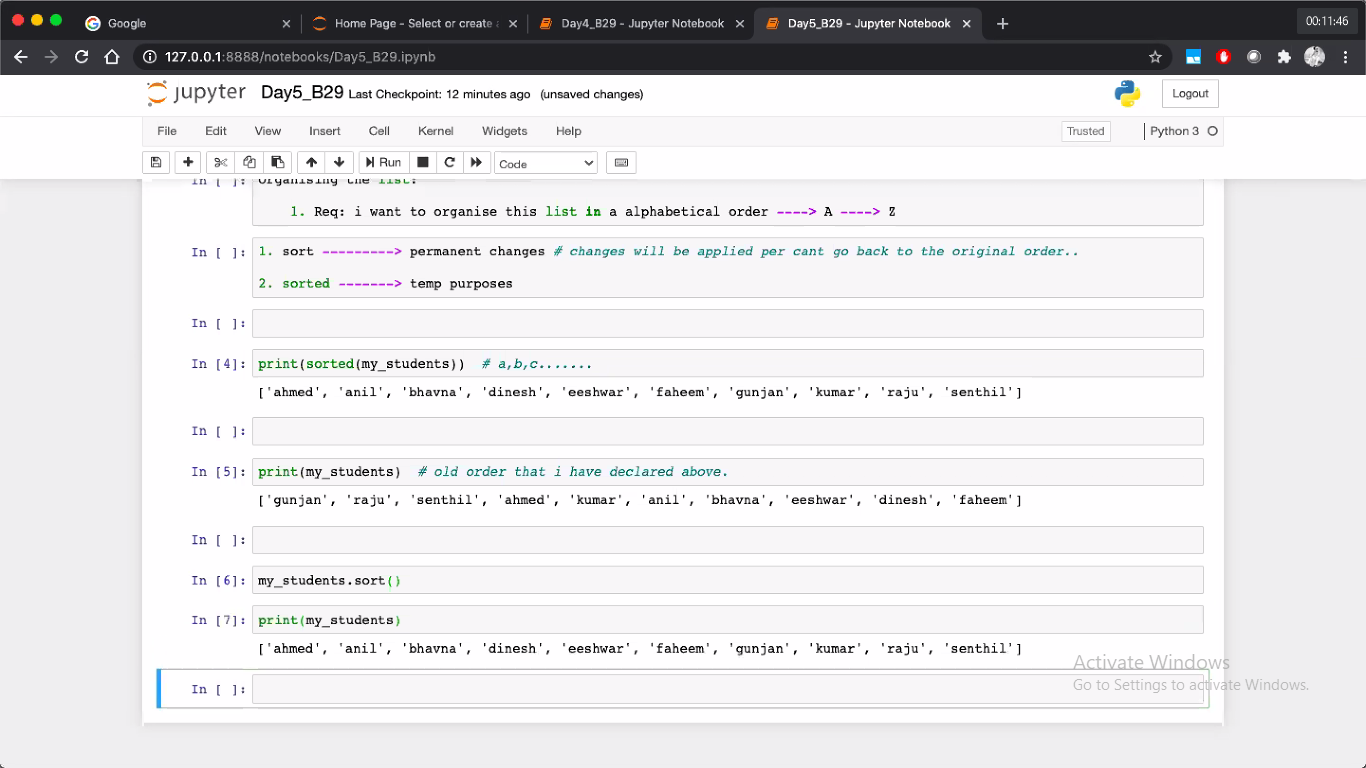 Google
Home Page - Select or create a
Day4_B29 - Jupyter Notebook
Day5_B29 - Jupyter Notebook
00:11:46
127.0.0.1:8888/notebooks/Day5_B29.ipynb
jupyter Day5_B29 Last Checkpoint: 12 minutes ago (unsaved changes)
Logout
File Edit View Insert Cell Kernel Widgets Help
Trusted
Python 3
Run
Code
In [ ]: Organising the list:
1. Req: i want to organise this list in a alphabetical order ----> A ----> Z
In [ ]: 1. sort ---------> permanent changes # changes will be applied per cant go back to the original order..
2. sorted -------> temp purposes
In [ ]:
In [4]: print(sorted(my_students)) # a,b,c.......
['ahmed', 'anil', 'bhavna', 'dinesh', 'eeshwar', 'faheem', 'gunjan', 'kumar', 'raju', 'senthil']
In [ ]:
In [5]: print(my_students) # old order that i have declared above.
['gunjan', 'raju', 'senthil', 'ahmed', 'kumar', 'anil', 'bhavna', 'eeshwar', 'dinesh', 'faheem']
In [ ]:
In [6]: my_students.sort()
In [7]: print(my_students)
['ahmed', 'anil', 'bhavna', 'dinesh', 'eeshwar', 'faheem', 'gunjan', 'kumar', 'raju', 'senthil']
In [ ]:
Activate Windows
Go to Settings to activate Windows.